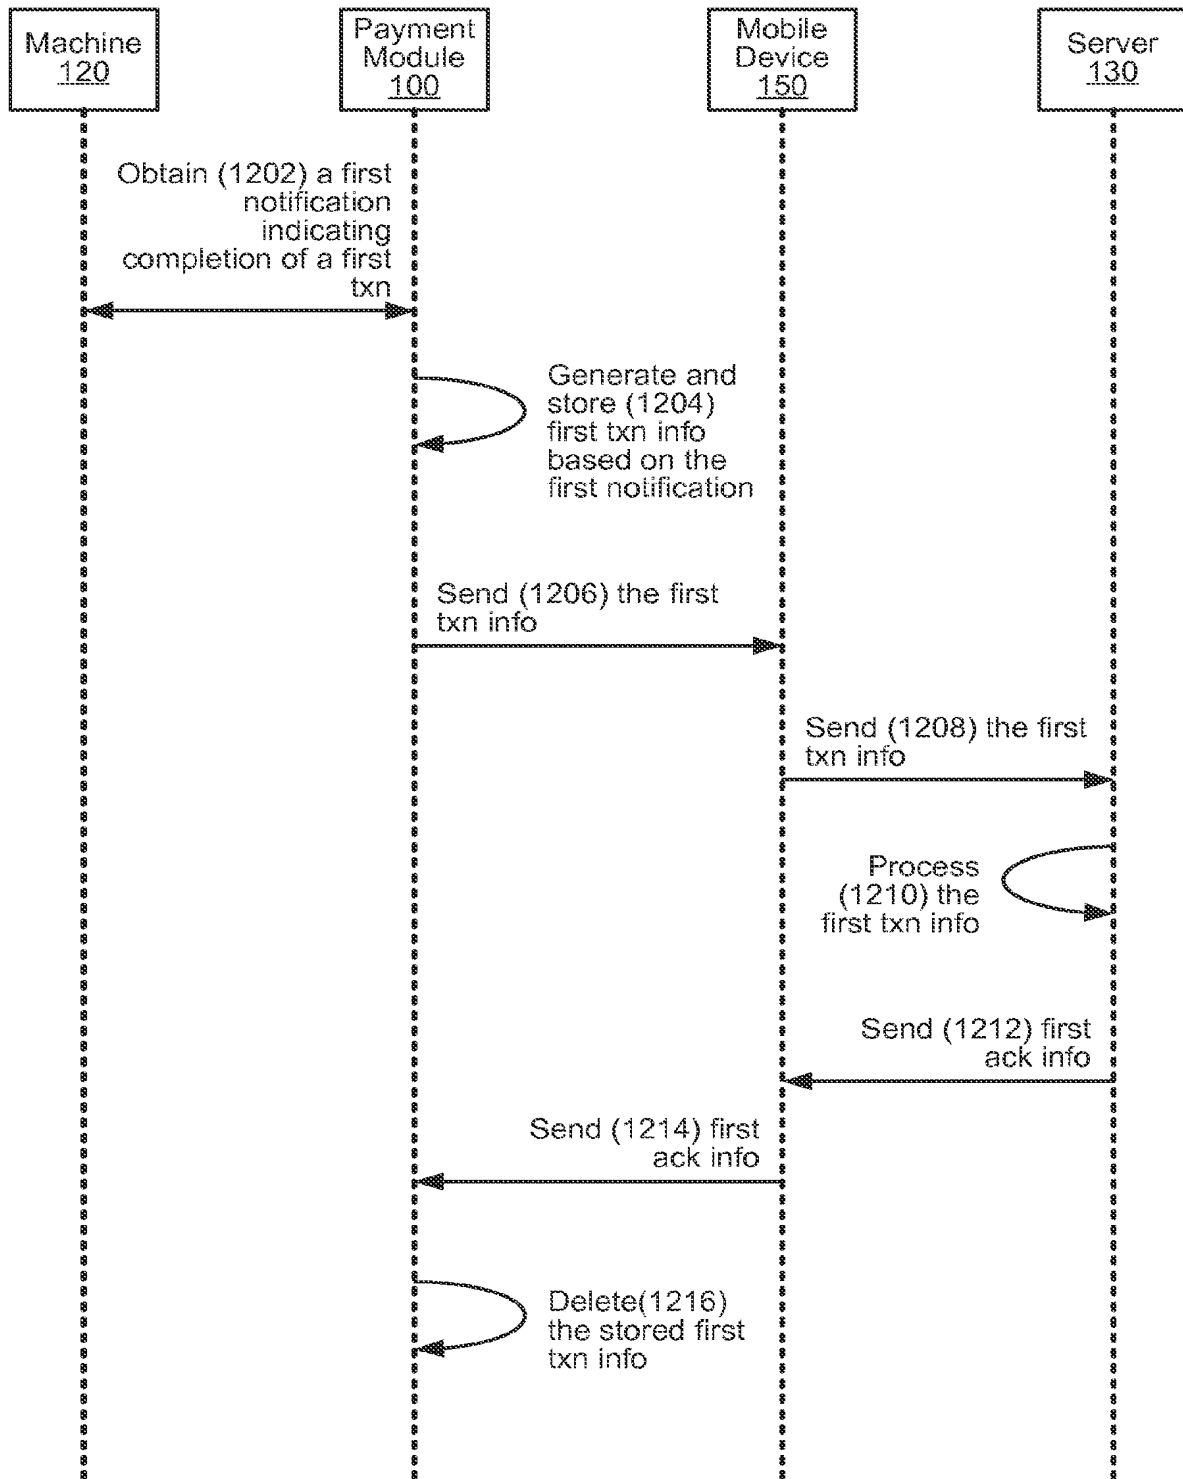 Machine
120
Payment
Module
100
Mobile
Device
150
Server
130
Obtain (1202) a first
notification
indicating
completion of a first
txn
Generate and
store (1204)
first txn info
based on the
first notification
Send (1206) the first
txn info
Send (1208) the first
txn info
Process
(1210) the
first txn info
Send (1212) first
ack info
Send (1214) first
ack info
Delete(1216)
the stored first
txn info